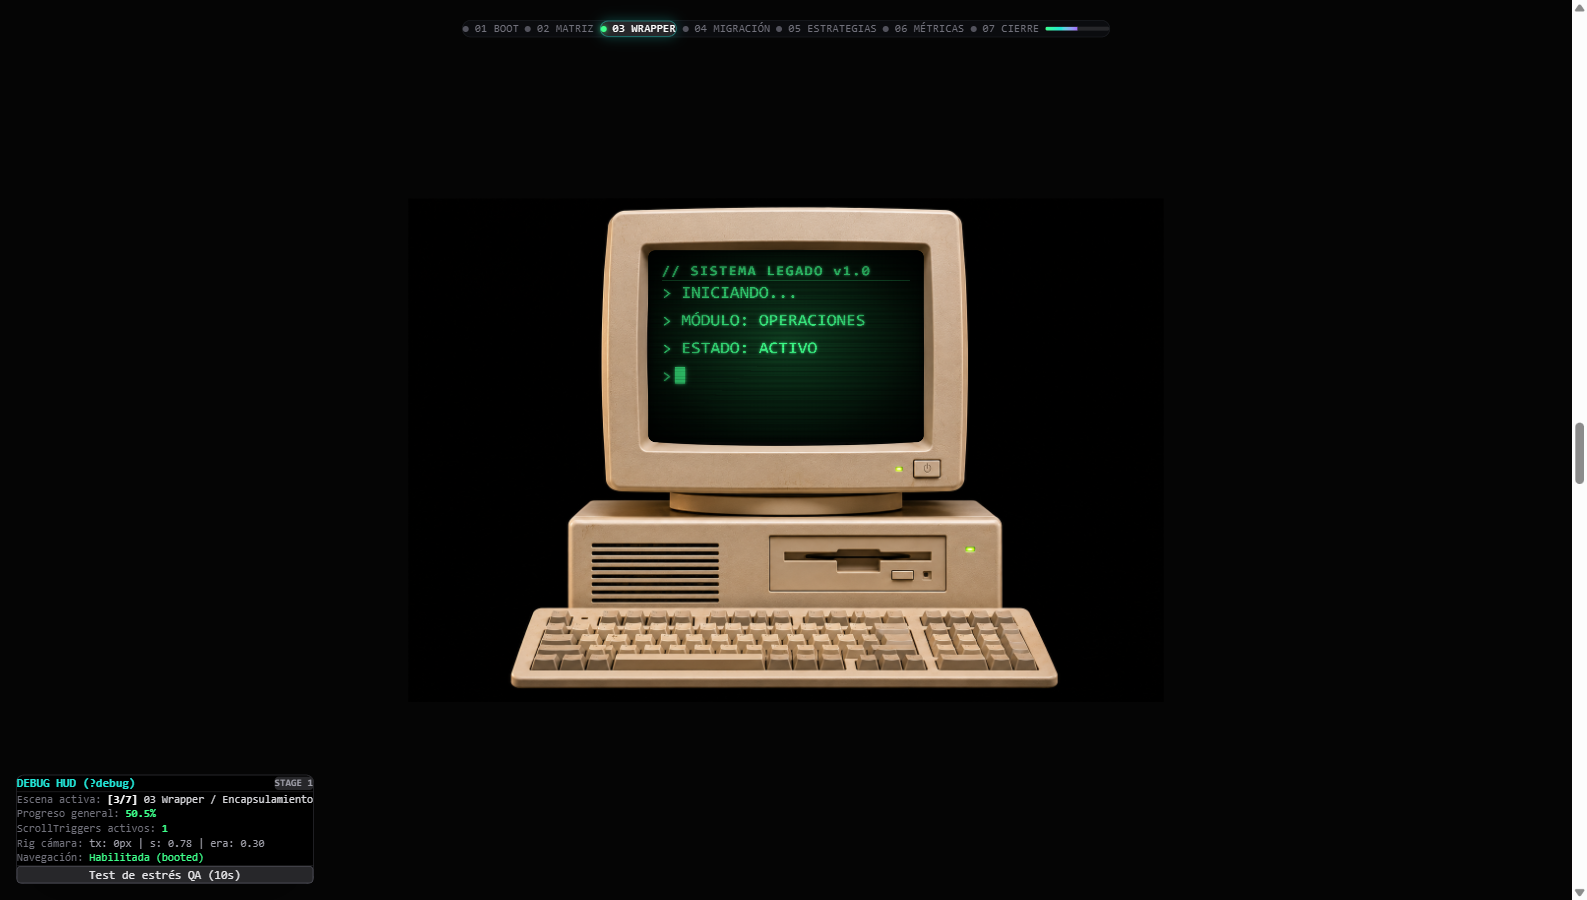 01 BOOT 02 MATRIZ 03 WRAPPER 04 MIGRACIÓN 05 ESTRATEGIAS 06 MÉTRICAS 07 CIERRE
// SISTEMA LEGADO v1.0
> INICIANDO...
> MÓDULO: OPERACIONES
> ESTADO: ACTIVO
>
DEBUG HUD (?debug) STAGE 1
Escena activa: [3/7] 03 Wrapper / Encapsulamiento
Progreso general: 50.5%
ScrollTriggers activos: 1
Rig cámara: tx: 0px | s: 0.78 | era: 0.30
Navegación: Habilitada (booted)
Test de estrés QA (10s)